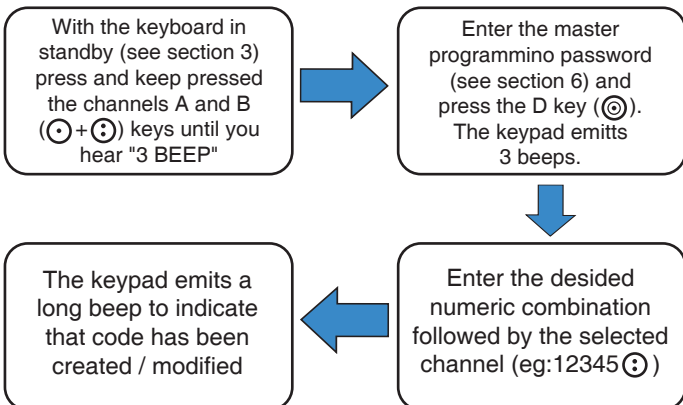 With the keyboard in
standby (see section 3)
press and keep pressed
the channels A and B
(⊙+⊙) keys until you
hear "3 BEEP"
Enter the master
programmino password
(see section 6) and
press the D key (◎).
The keypad emitts
3 beeps.
Enter the desided
numeric combination
followed by the selected
channel (eg:12345⊙)
The keypad emits a
long beep to indicate
that code has been
created / modified